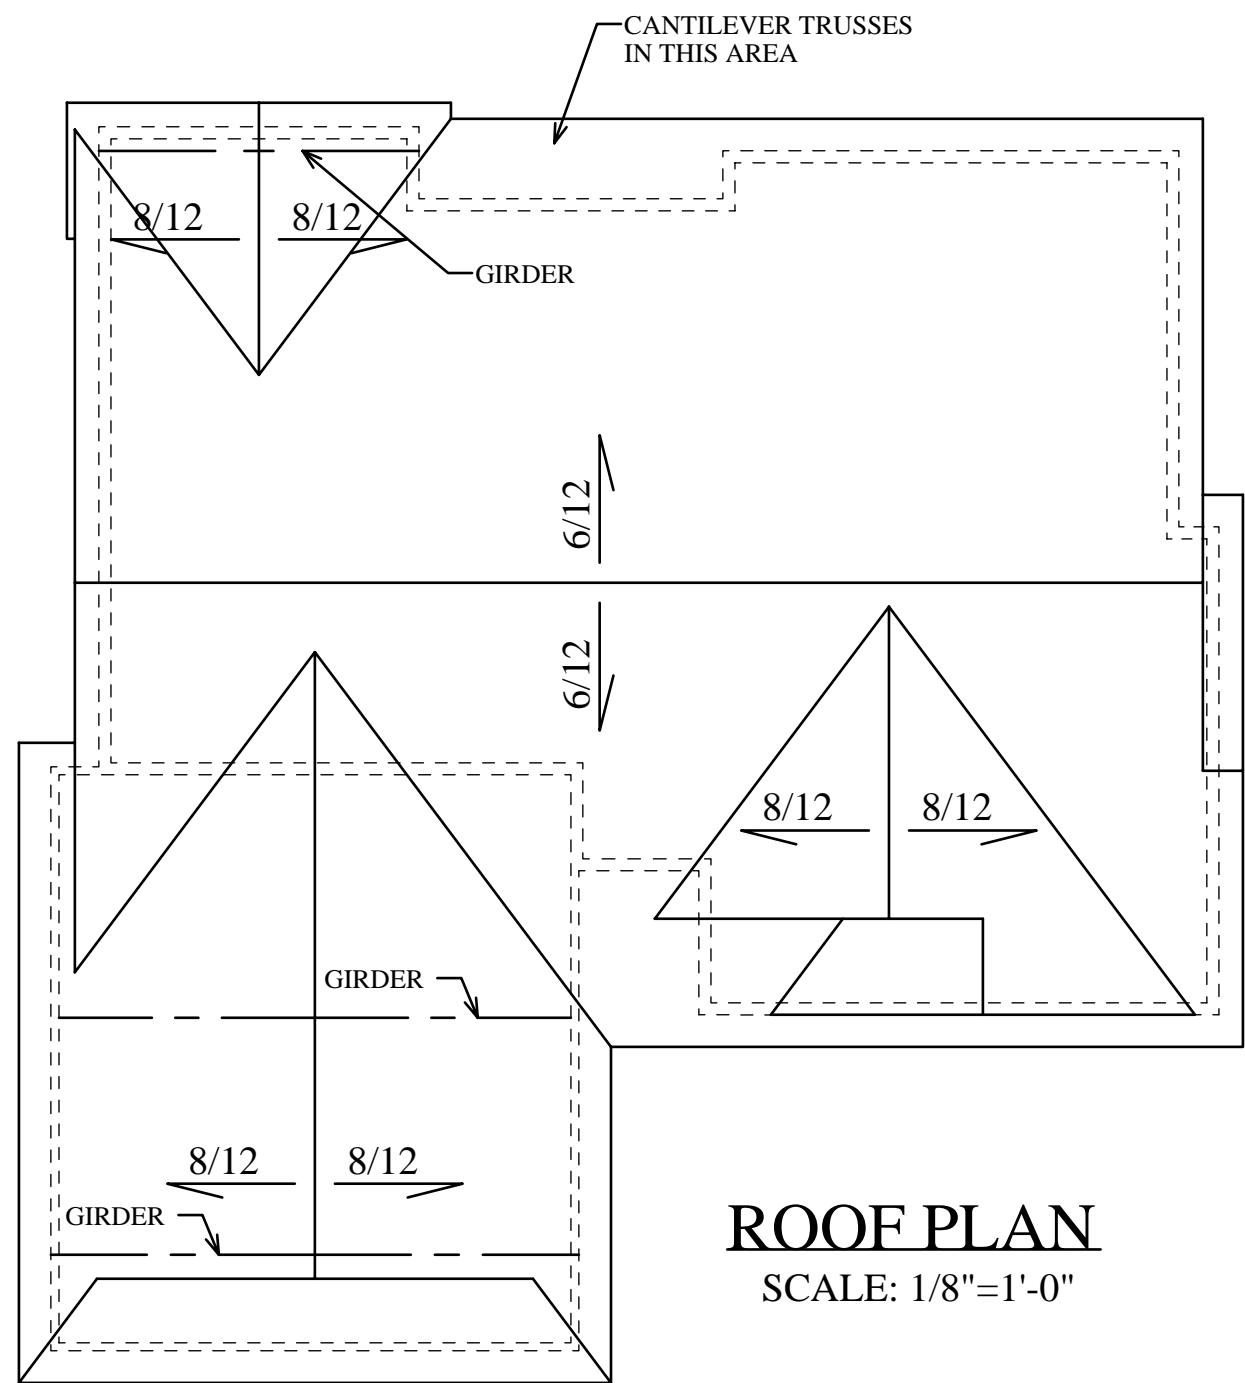 CANTILEVER TRUSSES
IN THIS AREA
8/12
8/12
GIRDER
6/12
6/12
8/12
8/12
GIRDER
8/12
8/12
GIRDER
ROOF PLAN
SCALE: 1/8"=1'-0"